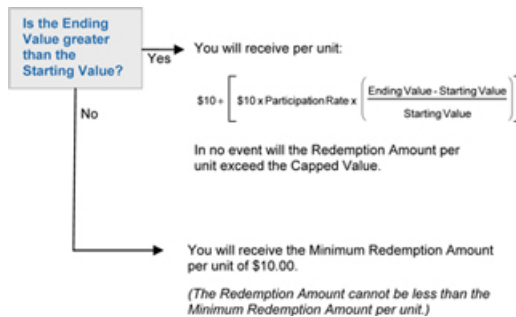 Is the Ending
Value greater
than the
Starting Value?
Yes
You will receive per unit:
$10 + [ $10 x Participation Rate x ( Ending Value - Starting Value
Starting Value ) ]
In no event will the Redemption Amount per
unit exceed the Capped Value.
No
You will receive the Minimum Redemption Amount
per unit of $10.00.
(The Redemption Amount cannot be less than the
Minimum Redemption Amount per unit.)